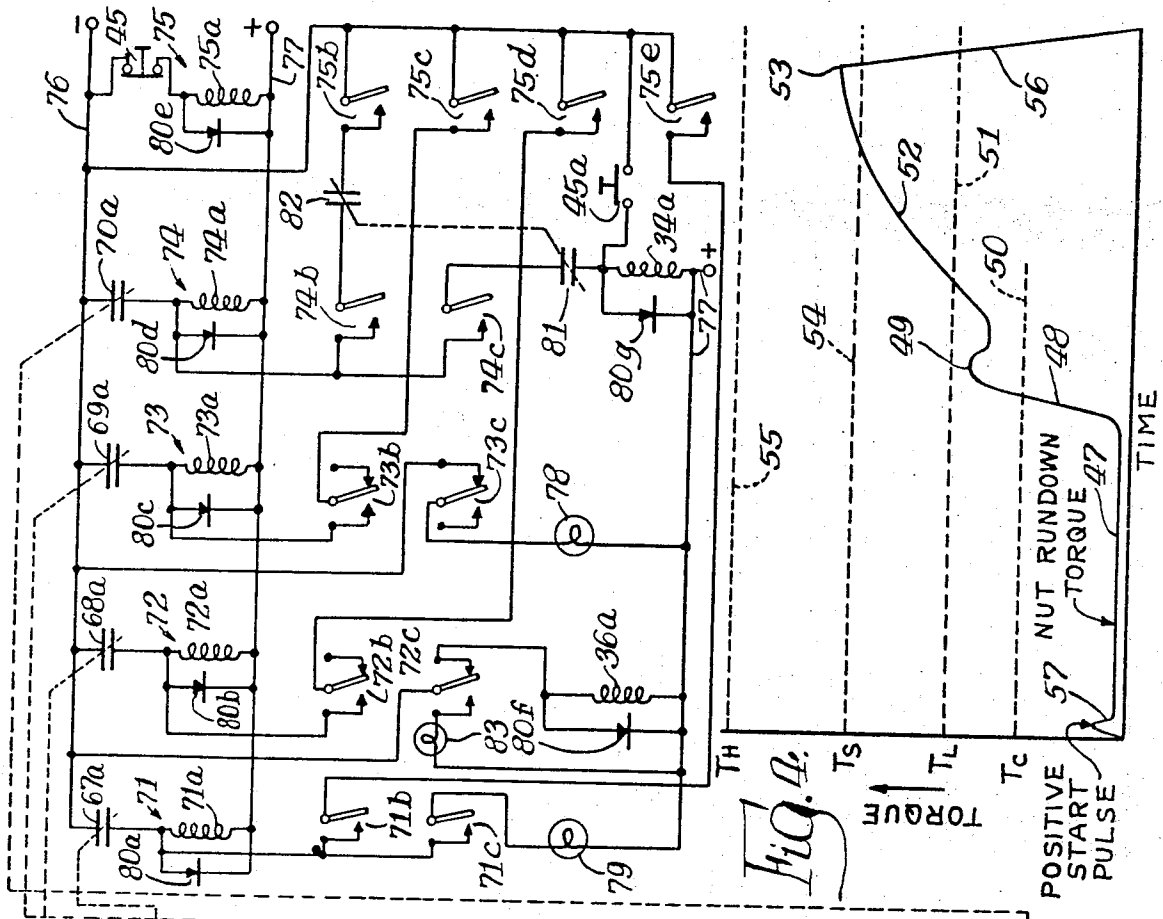 76
45
75
75a
80e
+
77
70a
74
74a
80d
69a
73
73a
80c
68a
72
72a
80b
67a
71
71a
80a
75b
75c
75d
75e
82
74b
74c
81
45a
34a
80g
+
77
73b
73c
78
72b
72c
36a
83
80f
71b
71c
79
Fig. 4.
TORQUE
TH
TS
TL
TC
55
54
53
52
51
50
49
48
47
56
57
NUT RUNDOWN
TORQUE
POSITIVE
START
PULSE
TIME